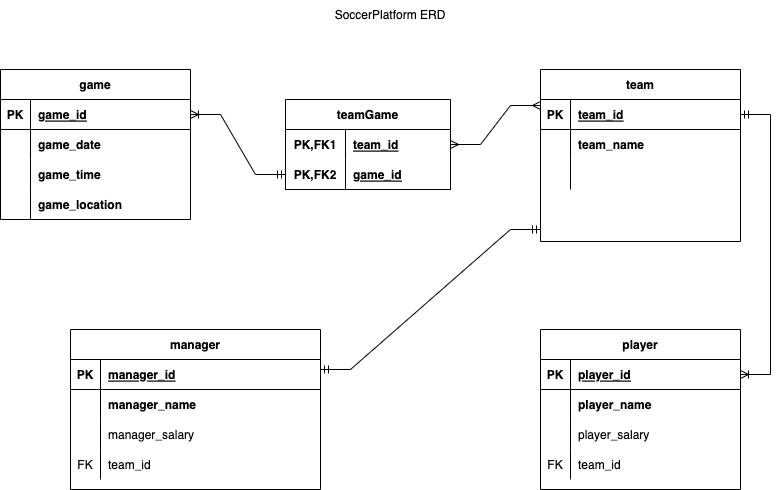 SoccerPlatform ERD
game
PK game_id
game_date
game_time
game_location
teamGame
PK,FK1 team_id
PK,FK2 game_id
team
PK team_id
team_name
manager
PK manager_id
manager_name
manager_salary
FK team_id
player
PK player_id
player_name
player_salary
FK team_id